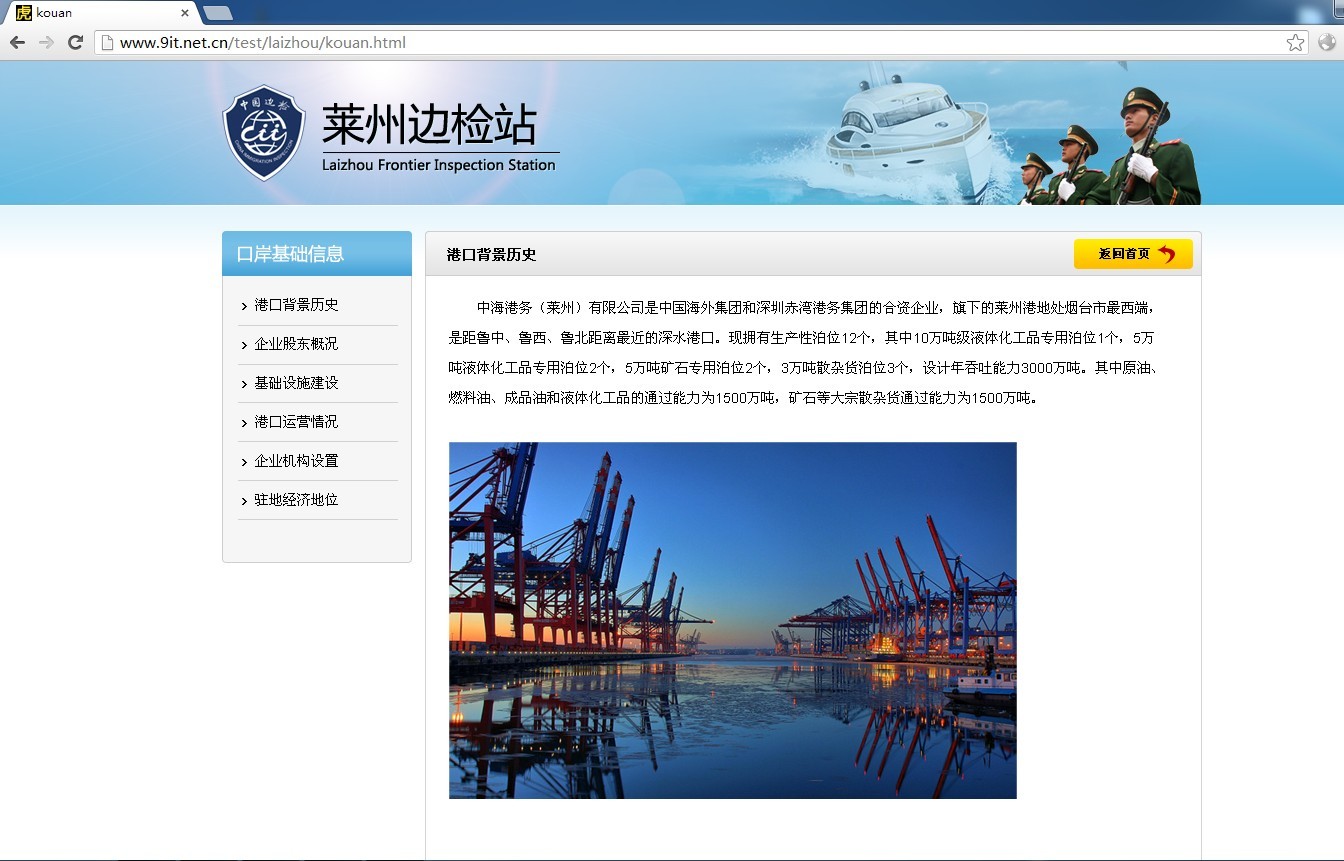 kouan
www.9it.net.cn/test/laizhou/kouan.html
中国边检
CHINA IMMIGRATION INSPECTION
莱州边检站
Laizhou Frontier Inspection Station
口岸基础信息
港口背景历史
企业股东概况
基础设施建设
港口运营情况
企业机构设置
驻地经济地位
港口背景历史
返回首页
中海港务（莱州）有限公司是中国海外集团和深圳赤湾港务集团的合资企业，旗下的莱州港地处烟台市最西端，
是距鲁中、鲁西、鲁北距离最近的深水港口。现拥有生产性泊位12个，其中10万吨级液体化工品专用泊位1个，5万
吨液体化工品专用泊位2个，5万吨矿石专用泊位2个，3万吨散杂货泊位3个，设计年吞吐能力3000万吨。其中原油、
燃料油、成品油和液体化工品的通过能力为1500万吨，矿石等大宗散杂货通过能力为1500万吨。